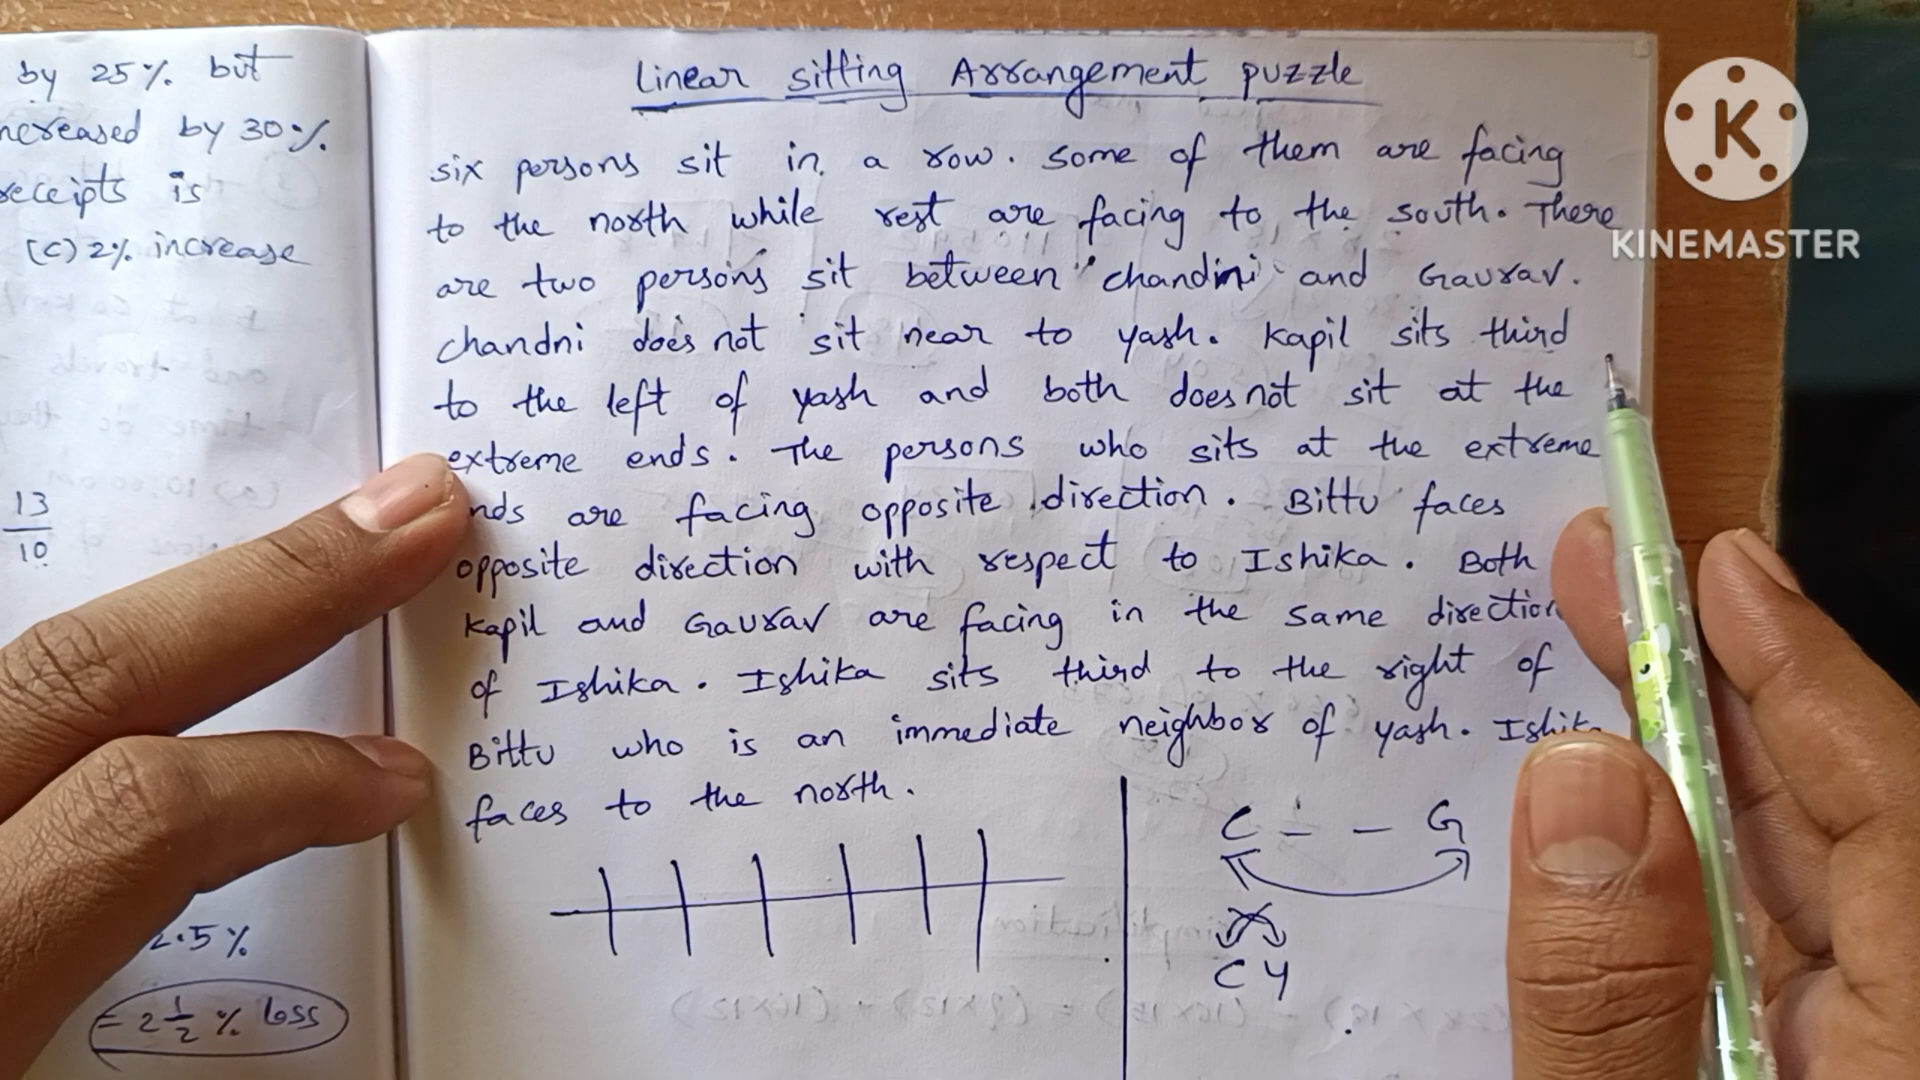 by 25% but
ncreased by 30%.
receipts is
(C) 2% increase
13
10
2.5%
= 2 1/2 % Loss
Linear sitting Arrangement puzzle
six persons sit in a row. some of them are facing
to the north while rest are facing to the south. There
are two persons sit between chandni and Gaurav.
chandni does not sit near to yash. Kapil sits third
to the left of yash and both does not sit at the
extreme ends. The persons who sits at the extreme
nds are facing opposite direction. Bittu faces
opposite direction with respect to Ishika. Both
Kapil and Gaurav are facing in the same direction
of Ishika. Ishika sits third to the right of
Bittu who is an immediate neighbor of yash. Ishik
faces to the north.
C – – G
C Y
K
KINEMASTER